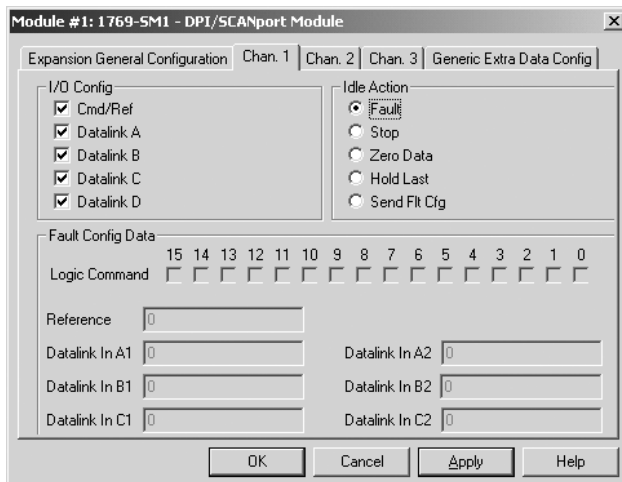 Module #1: 1769-SM1 - DPI/SCANport Module
Expansion General Configuration Chan. 1 Chan. 2 Chan. 3 Generic Extra Data Config
I/O Config Idle Action
Cmd/Ref Fault
Datalink A Stop
Datalink B Zero Data
Datalink C Hold Last
Datalink D Send Flt Cfg
Fault Config Data
15 14 13 12 11 10 9 8 7 6 5 4 3 2 1 0
Logic Command
Reference 0
Datalink In A1 0 Datalink In A2 0
Datalink In B1 0 Datalink In B2 0
Datalink In C1 0 Datalink In C2 0
OK Cancel Apply Help